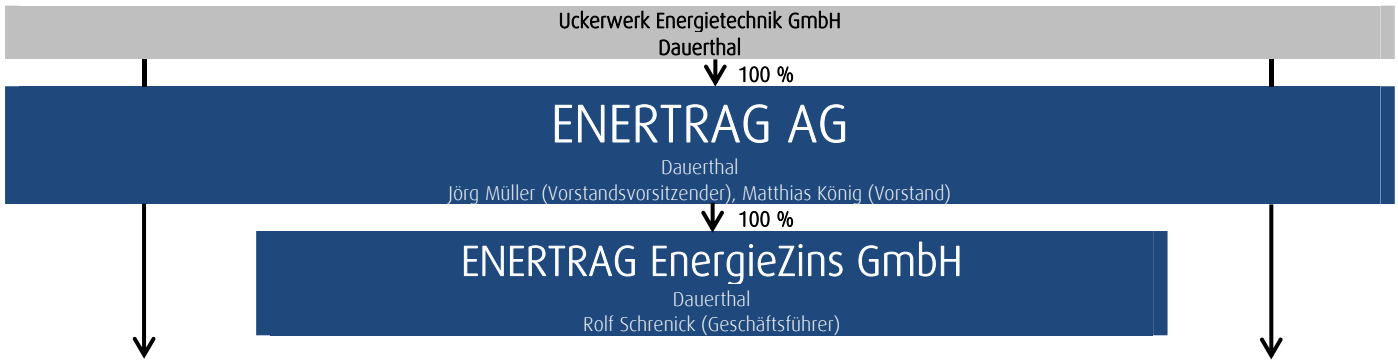 Uckerwerk Energietechnik GmbH
Dauerthal
100 %
ENERTRAG AG
Dauerthal
Jörg Müller (Vorstandsvorsitzender), Matthias König (Vorstand)
100 %
ENERTRAG EnergieZins GmbH
Dauerthal
Rolf Schrenick (Geschäftsführer)